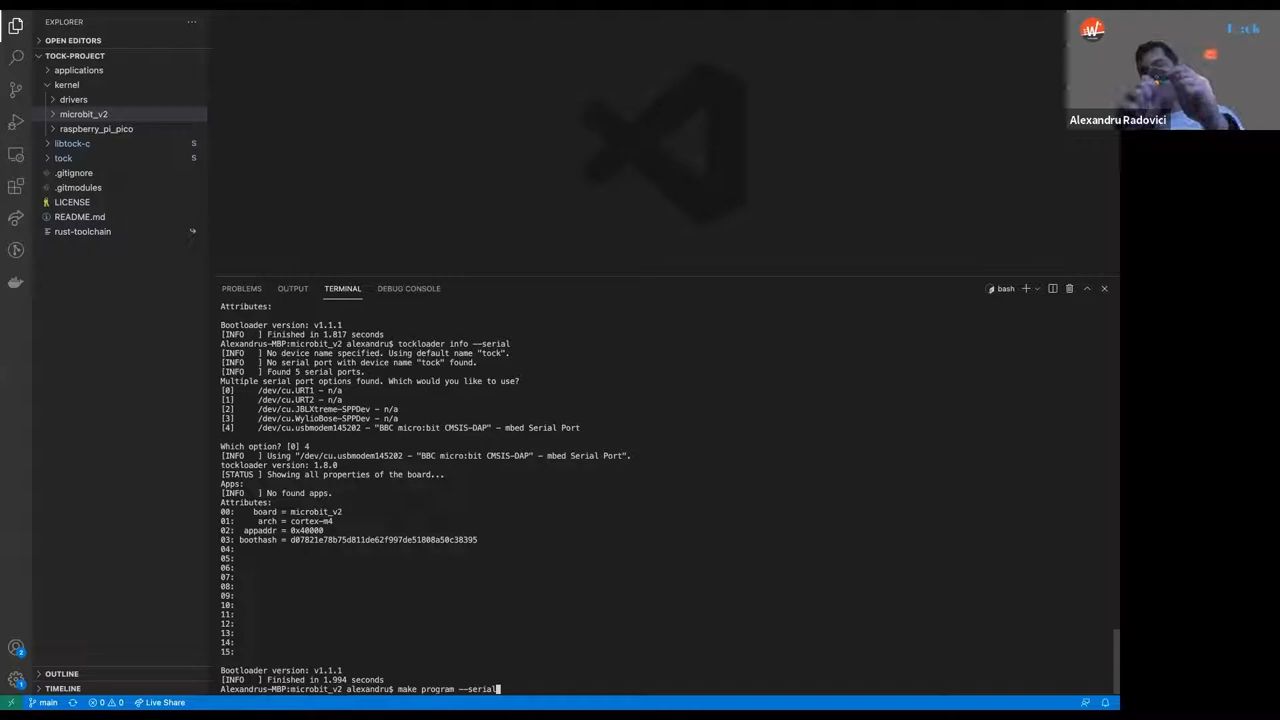 EXPLORER
OPEN EDITORS
TOCK-PROJECT
applications
kernel
drivers
microbit_v2
raspberry_pi_pico
libtock-c S
tock S
.gitignore
.gitmodules
LICENSE
README.md
rust-toolchain
OUTLINE
TIMELINE
Alexandru Radovici
PROBLEMS OUTPUT TERMINAL DEBUG CONSOLE
bash
Attributes:
Bootloader version: v1.1.1
[INFO   ] Finished in 1.817 seconds
Alexandrus-MBP:microbit_v2 alexandru$ tockloader info --serial
[INFO   ] No device name specified. Using default name "tock".
[INFO   ] No serial port with device name "tock" found.
[INFO   ] Found 5 serial ports.
Multiple serial port options found. Which would you like to use?
[0]     /dev/cu.URT1 - n/a
[1]     /dev/cu.URT2 - n/a
[2]     /dev/cu.JBLXtreme-SPPDev - n/a
[3]     /dev/cu.WylioBose-SPPDev - n/a
[4]     /dev/cu.usbmodem145202 - "BBC micro:bit CMSIS-DAP" - mbed Serial Port
Which option? [0] 4
[INFO   ] Using "/dev/cu.usbmodem145202 - "BBC micro:bit CMSIS-DAP" - mbed Serial Port".
tockloader version: 1.8.0
[STATUS ] Showing all properties of the board...
Apps:
[INFO   ] No found apps.
Attributes:
00:    board = microbit_v2
01:     arch = cortex-m4
02:  appaddr = 0x40000
03: boothash = d07821e78b75d811de62f997de51808a50c38395
04:
05:
06:
07:
08:
09:
10:
11:
12:
13:
14:
15:
Bootloader version: v1.1.1
[INFO   ] Finished in 1.994 seconds
Alexandrus-MBP:microbit_v2 alexandru$ make program --serial
2
1
main 0 0 Live Share